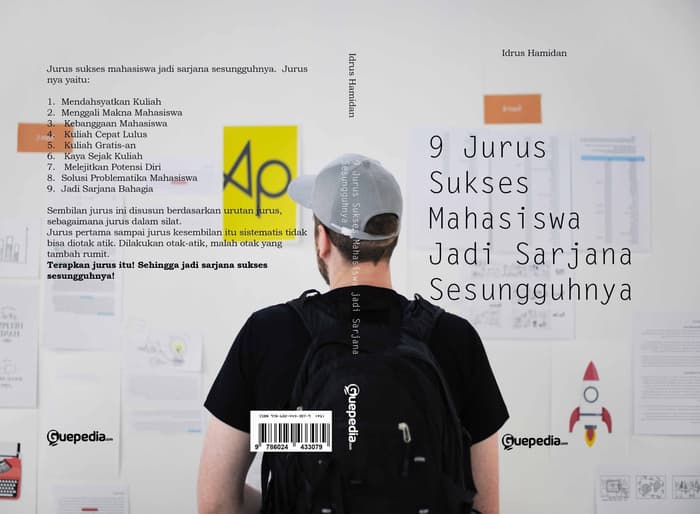 Jurus sukses mahasiswa jadi sarjana sesungguhnya. Jurus
nya yaitu:
1. Mendahsyatkan Kuliah
2. Menggali Makna Mahasiswa
3. Kebanggaan Mahasiswa
4. Kuliah Cepat Lulus
5. Kuliah Gratis-an
6. Kaya Sejak Kuliah
7. Melejitkan Potensi Diri
8. Solusi Problematika Mahasiswa
9. Jadi Sarjana Bahagia
Sembilan jurus ini disusun berdasarkan urutan jurus,
sebagaimana jurus dalam silat.
Jurus pertama sampai jurus kesembilan itu sistematis tidak
bisa diotak atik. Dilakukan otak-atik, malah otak yang
tambah rumit.
Terapkan jurus itu! Sehingga jadi sarjana sukses
sesungguhnya!
Ap
Guepedia.com
9 786024 433079
Idrus Hamidan
9 Jurus Sukses Mahasiswa Jadi Sarjana
Sesungguhnya
Guepedia.com
Idrus Hamidan
9 Jurus
Sukses
Mahasiswa
Jadi Sarjana
Sesungguhnya
Guepedia.com